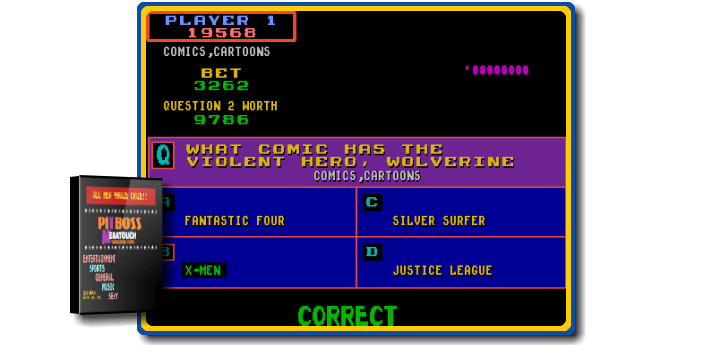 PLAYER 1
19568
COMICS,CARTOONS
BET
3262
QUESTION 2 WORTH
9786
Q
WHAT COMIC HAS THE
VIOLENT HERO, WOLVERINE
COMICS,CARTOONS
A
FANTASTIC FOUR
C
SILVER SURFER
B
X-MEN
D
JUSTICE LEAGUE
CORRECT
PIT BOSS
MEGATOUCH
ENTERTAINMENT
SPORTS
GENERAL
MUSIC
SEXY